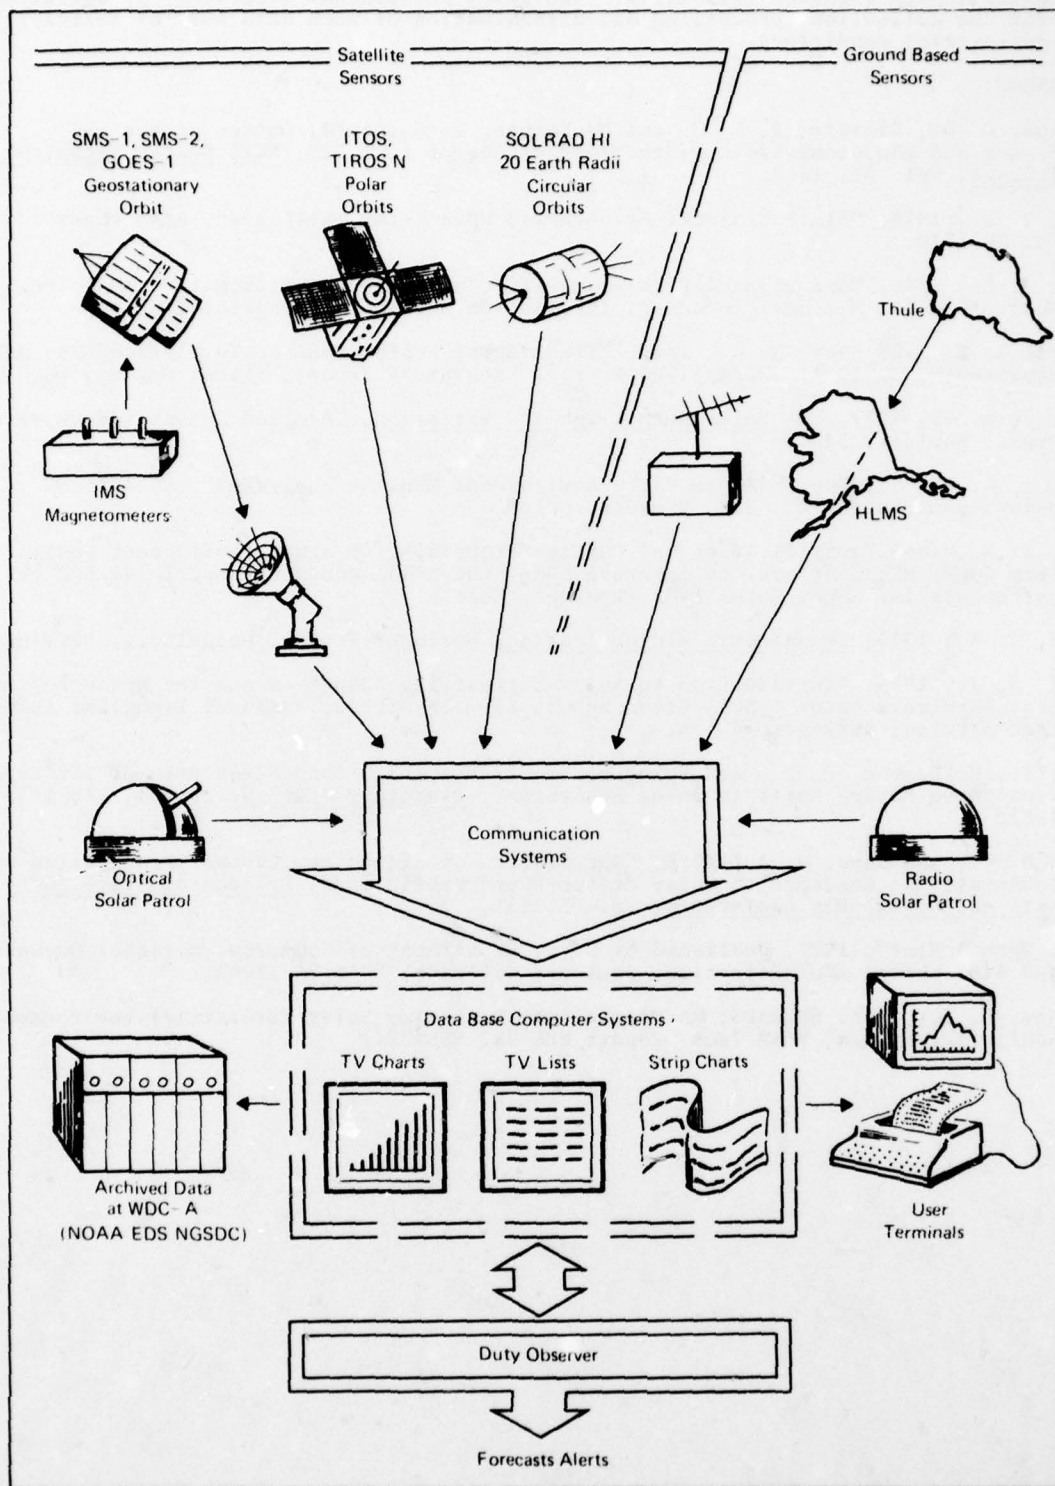 Satellite
Sensors
Ground Based
Sensors
SMS-1, SMS-2,
GOES-1
Geostationary
Orbit
ITOS,
TIROS N
Polar
Orbits
SOLRAD HI
20 Earth Radii
Circular
Orbits
Thule
HLMS
IMS
Magnetometers
Communication
Systems
Optical
Solar Patrol
Radio
Solar Patrol
Data Base Computer Systems
TV Charts
TV Lists
Strip Charts
Archived Data
at WDC-A
(NOAA EDS NGSDC)
User
Terminals
Duty Observer
Forecasts Alerts